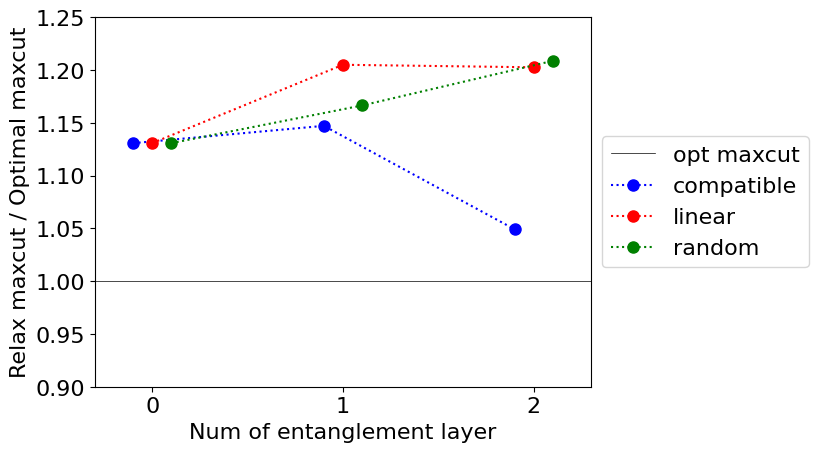 1.25
1.20
1.15
1.10
1.05
1.00
0.95
0.90
Relax maxcut / Optimal maxcut
0 1 2
Num of entanglement layer
opt maxcut
compatible
linear
random